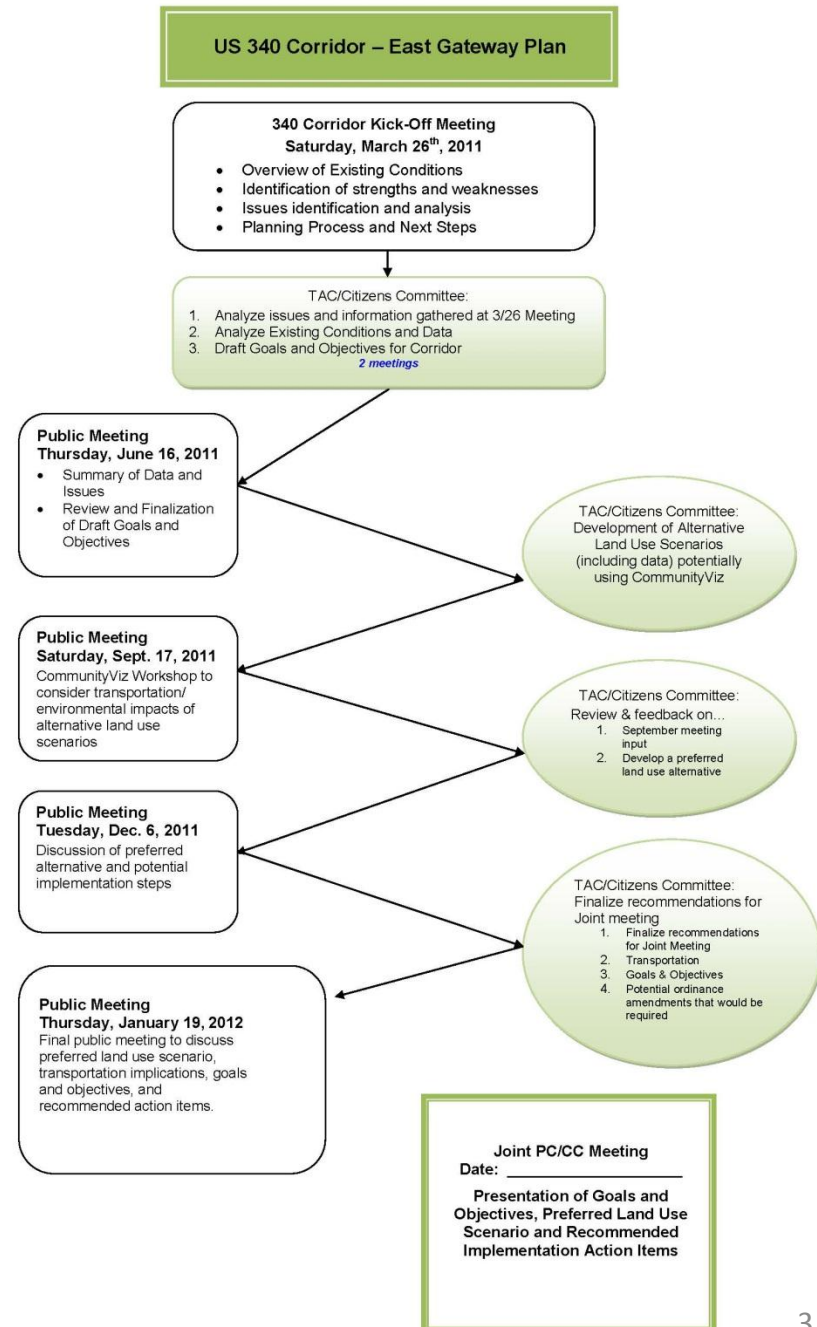 US 340 Corridor – East Gateway Plan
340 Corridor Kick-Off Meeting
Saturday, March 26th, 2011
• Overview of Existing Conditions
• Identification of strengths and weaknesses
• Issues identification and analysis
• Planning Process and Next Steps
TAC/Citizens Committee:
1. Analyze issues and information gathered at 3/26 Meeting
2. Analyze Existing Conditions and Data
3. Draft Goals and Objectives for Corridor
2 meetings
Public Meeting
Thursday, June 16, 2011
• Summary of Data and
Issues
• Review and Finalization
of Draft Goals and
Objectives
TAC/Citizens Committee:
Development of Alternative
Land Use Scenarios
(including data) potentially
using CommunityViz
Public Meeting
Saturday, Sept. 17, 2011
CommunityViz Workshop to
consider transportation/
environmental impacts of
alternative land use
scenarios
TAC/Citizens Committee:
Review & feedback on…
1. September meeting
input
2. Develop a preferred
land use alternative
Public Meeting
Tuesday, Dec. 6, 2011
Discussion of preferred
alternative and potential
implementation steps
TAC/Citizens Committee:
Finalize recommendations for
Joint meeting
1. Finalize recommendations
for Joint Meeting
2. Transportation
3. Goals & Objectives
4. Potential ordinance
amendments that would be
required
Public Meeting
Thursday, January 19, 2012
Final public meeting to discuss
preferred land use scenario,
transportation implications, goals
and objectives, and
recommended action items.
Joint PC/CC Meeting
Date: ____________________
Presentation of Goals and
Objectives, Preferred Land Use
Scenario and Recommended
Implementation Action Items
3